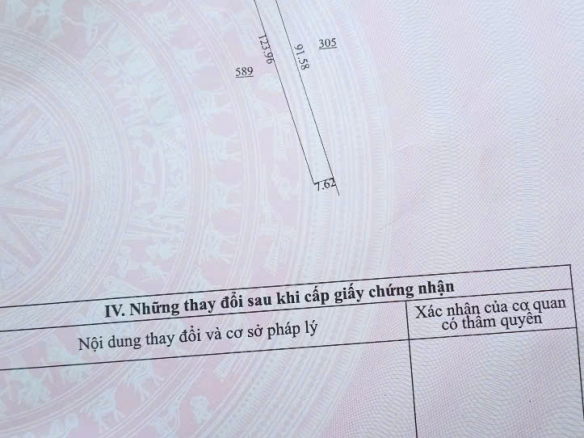 305
123.96
91.58
589
7.62
IV. Những thay đổi sau khi cấp giấy chứng nhận
Nội dung thay đổi và cơ sở pháp lý
Xác nhận của cơ quan
có thẩm quyền